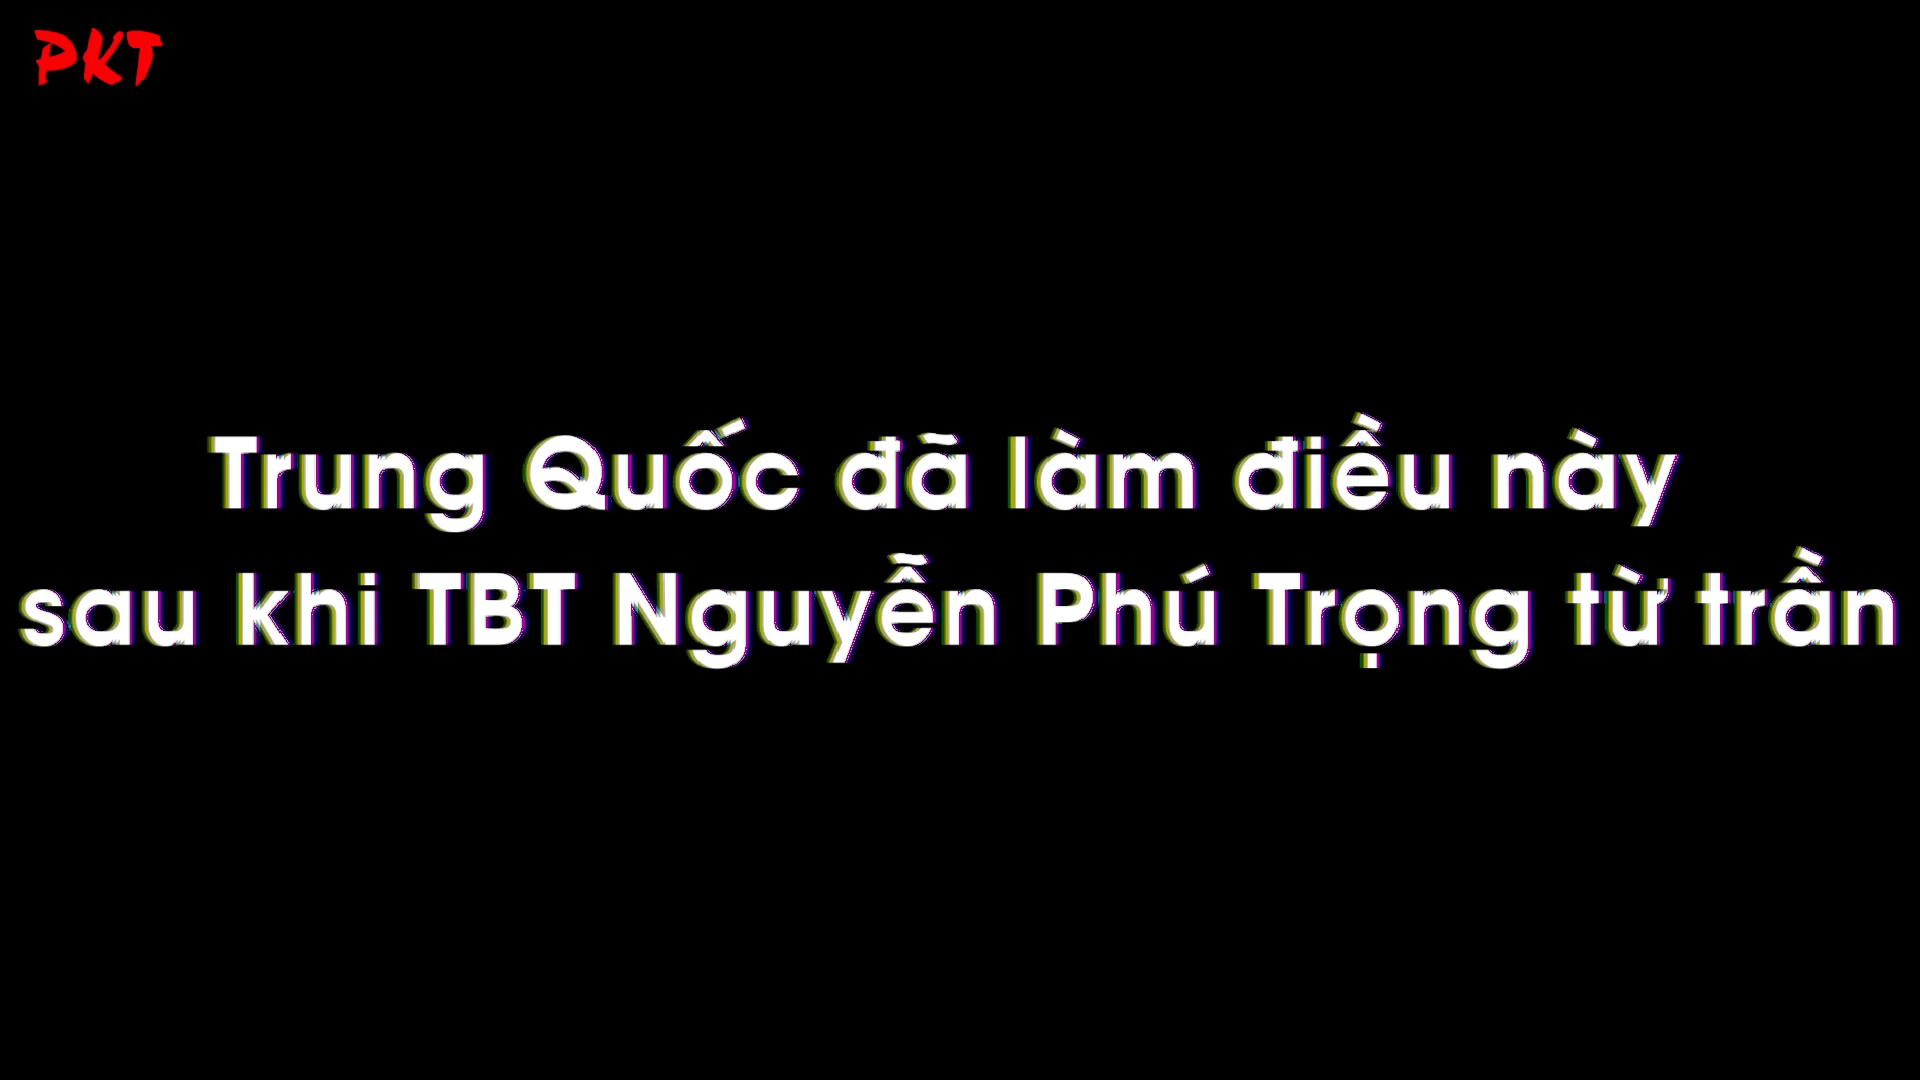 PKT
Trung Quốc đã làm điều này
sau khi TBT Nguyễn Phú Trọng từ trần